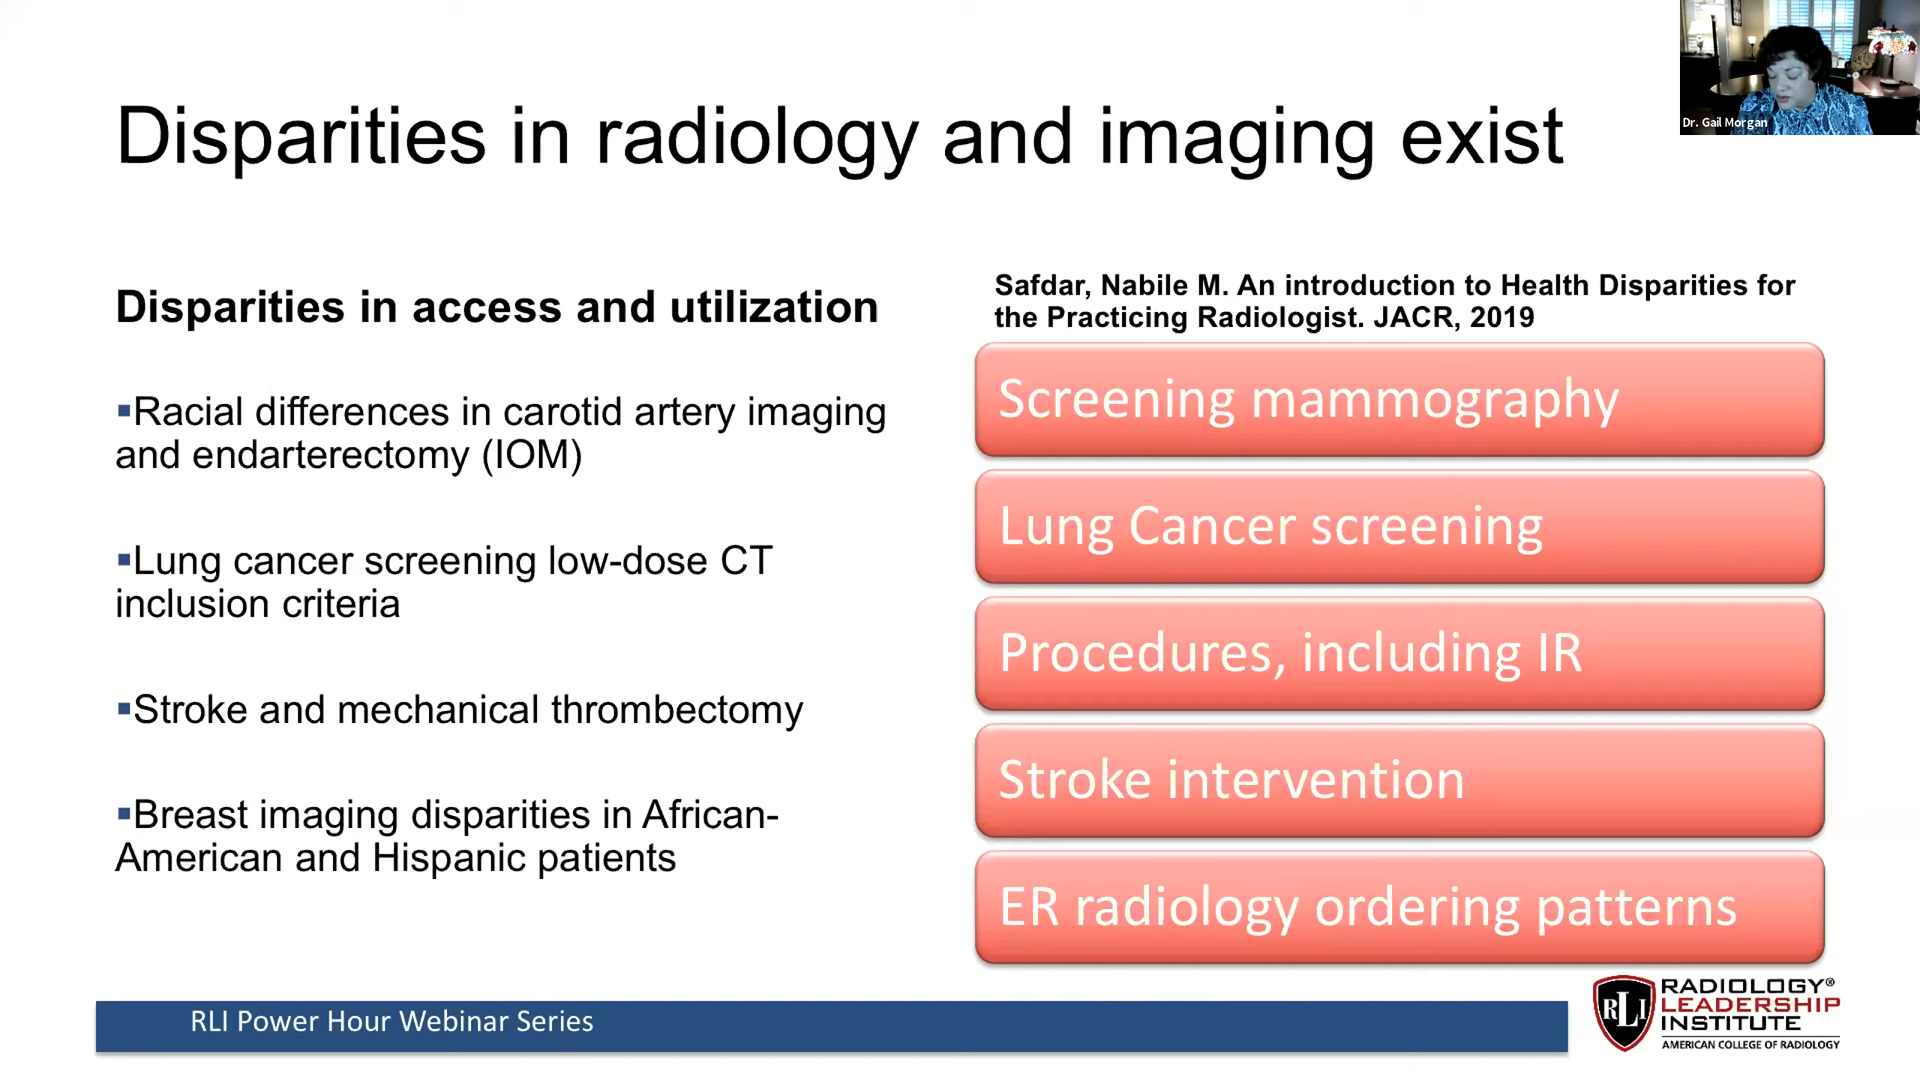 Disparities in radiology and imaging exist
Dr. Gail Morgan
Disparities in access and utilization
▪Racial differences in carotid artery imaging
and endarterectomy (IOM)
▪Lung cancer screening low-dose CT
inclusion criteria
▪Stroke and mechanical thrombectomy
▪Breast imaging disparities in African-
American and Hispanic patients
Safdar, Nabile M. An introduction to Health Disparities for
the Practicing Radiologist. JACR, 2019
Screening mammography
Lung Cancer screening
Procedures, including IR
Stroke intervention
ER radiology ordering patterns
RLI Power Hour Webinar Series
RLI
RADIOLOGY®
LEADERSHIP
INSTITUTE
AMERICAN COLLEGE OF RADIOLOGY